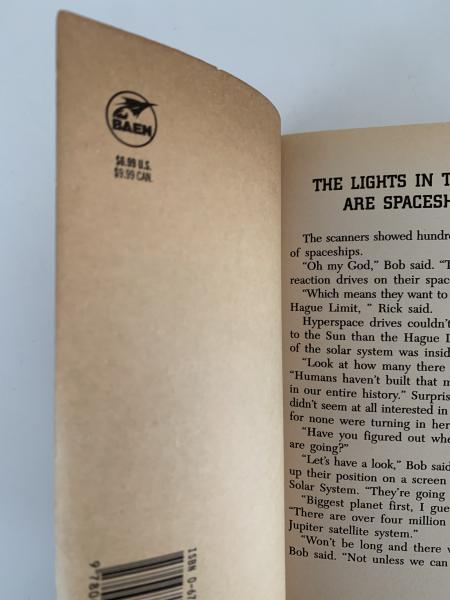 BAEN
$6.99 U.S.
$9.99 CAN.
ISBN 0-67
9780
THE LIGHTS IN T
ARE SPACESH
The scanners showed hundr
of spaceships.
"Oh my God," Bob said. "T
reaction drives on their spac
"Which means they want to
Hague Limit, " Rick said.
Hyperspace drives couldn't
to the Sun than the Hague L
of the solar system was insid
"Look at how many there
"Humans haven't built that m
in our entire history." Surpris
didn't seem at all interested in
for none were turning in her
"Have you figured out whe
are going?"
"Let's have a look," Bob said
up their position on a screen
Solar System. "They're going
"Biggest planet first, I gue
"There are over four million
Jupiter satellite system."
"Won't be long and there w
Bob said. "Not unless we can